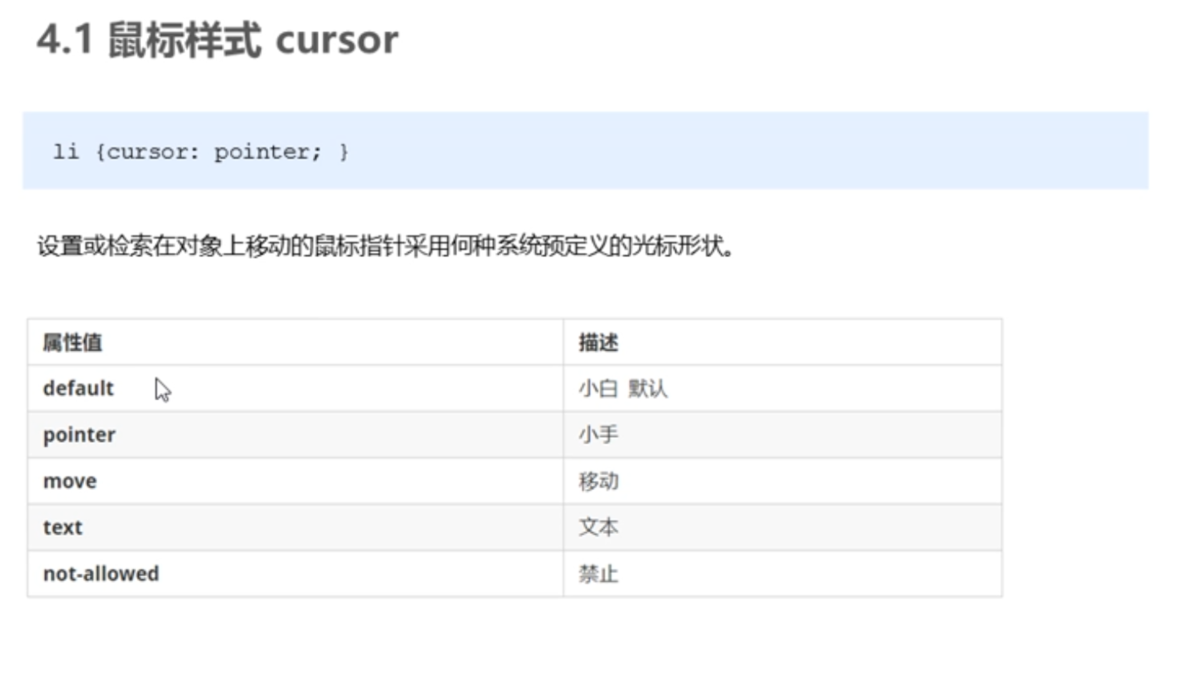 4.1 鼠标样式 cursor
li {cursor: pointer; }
设置或检索在对象上移动的鼠标指针采用何种系统预定义的光标形状。
属性值 描述
default 小白 默认
pointer 小手
move 移动
text 文本
not-allowed 禁止